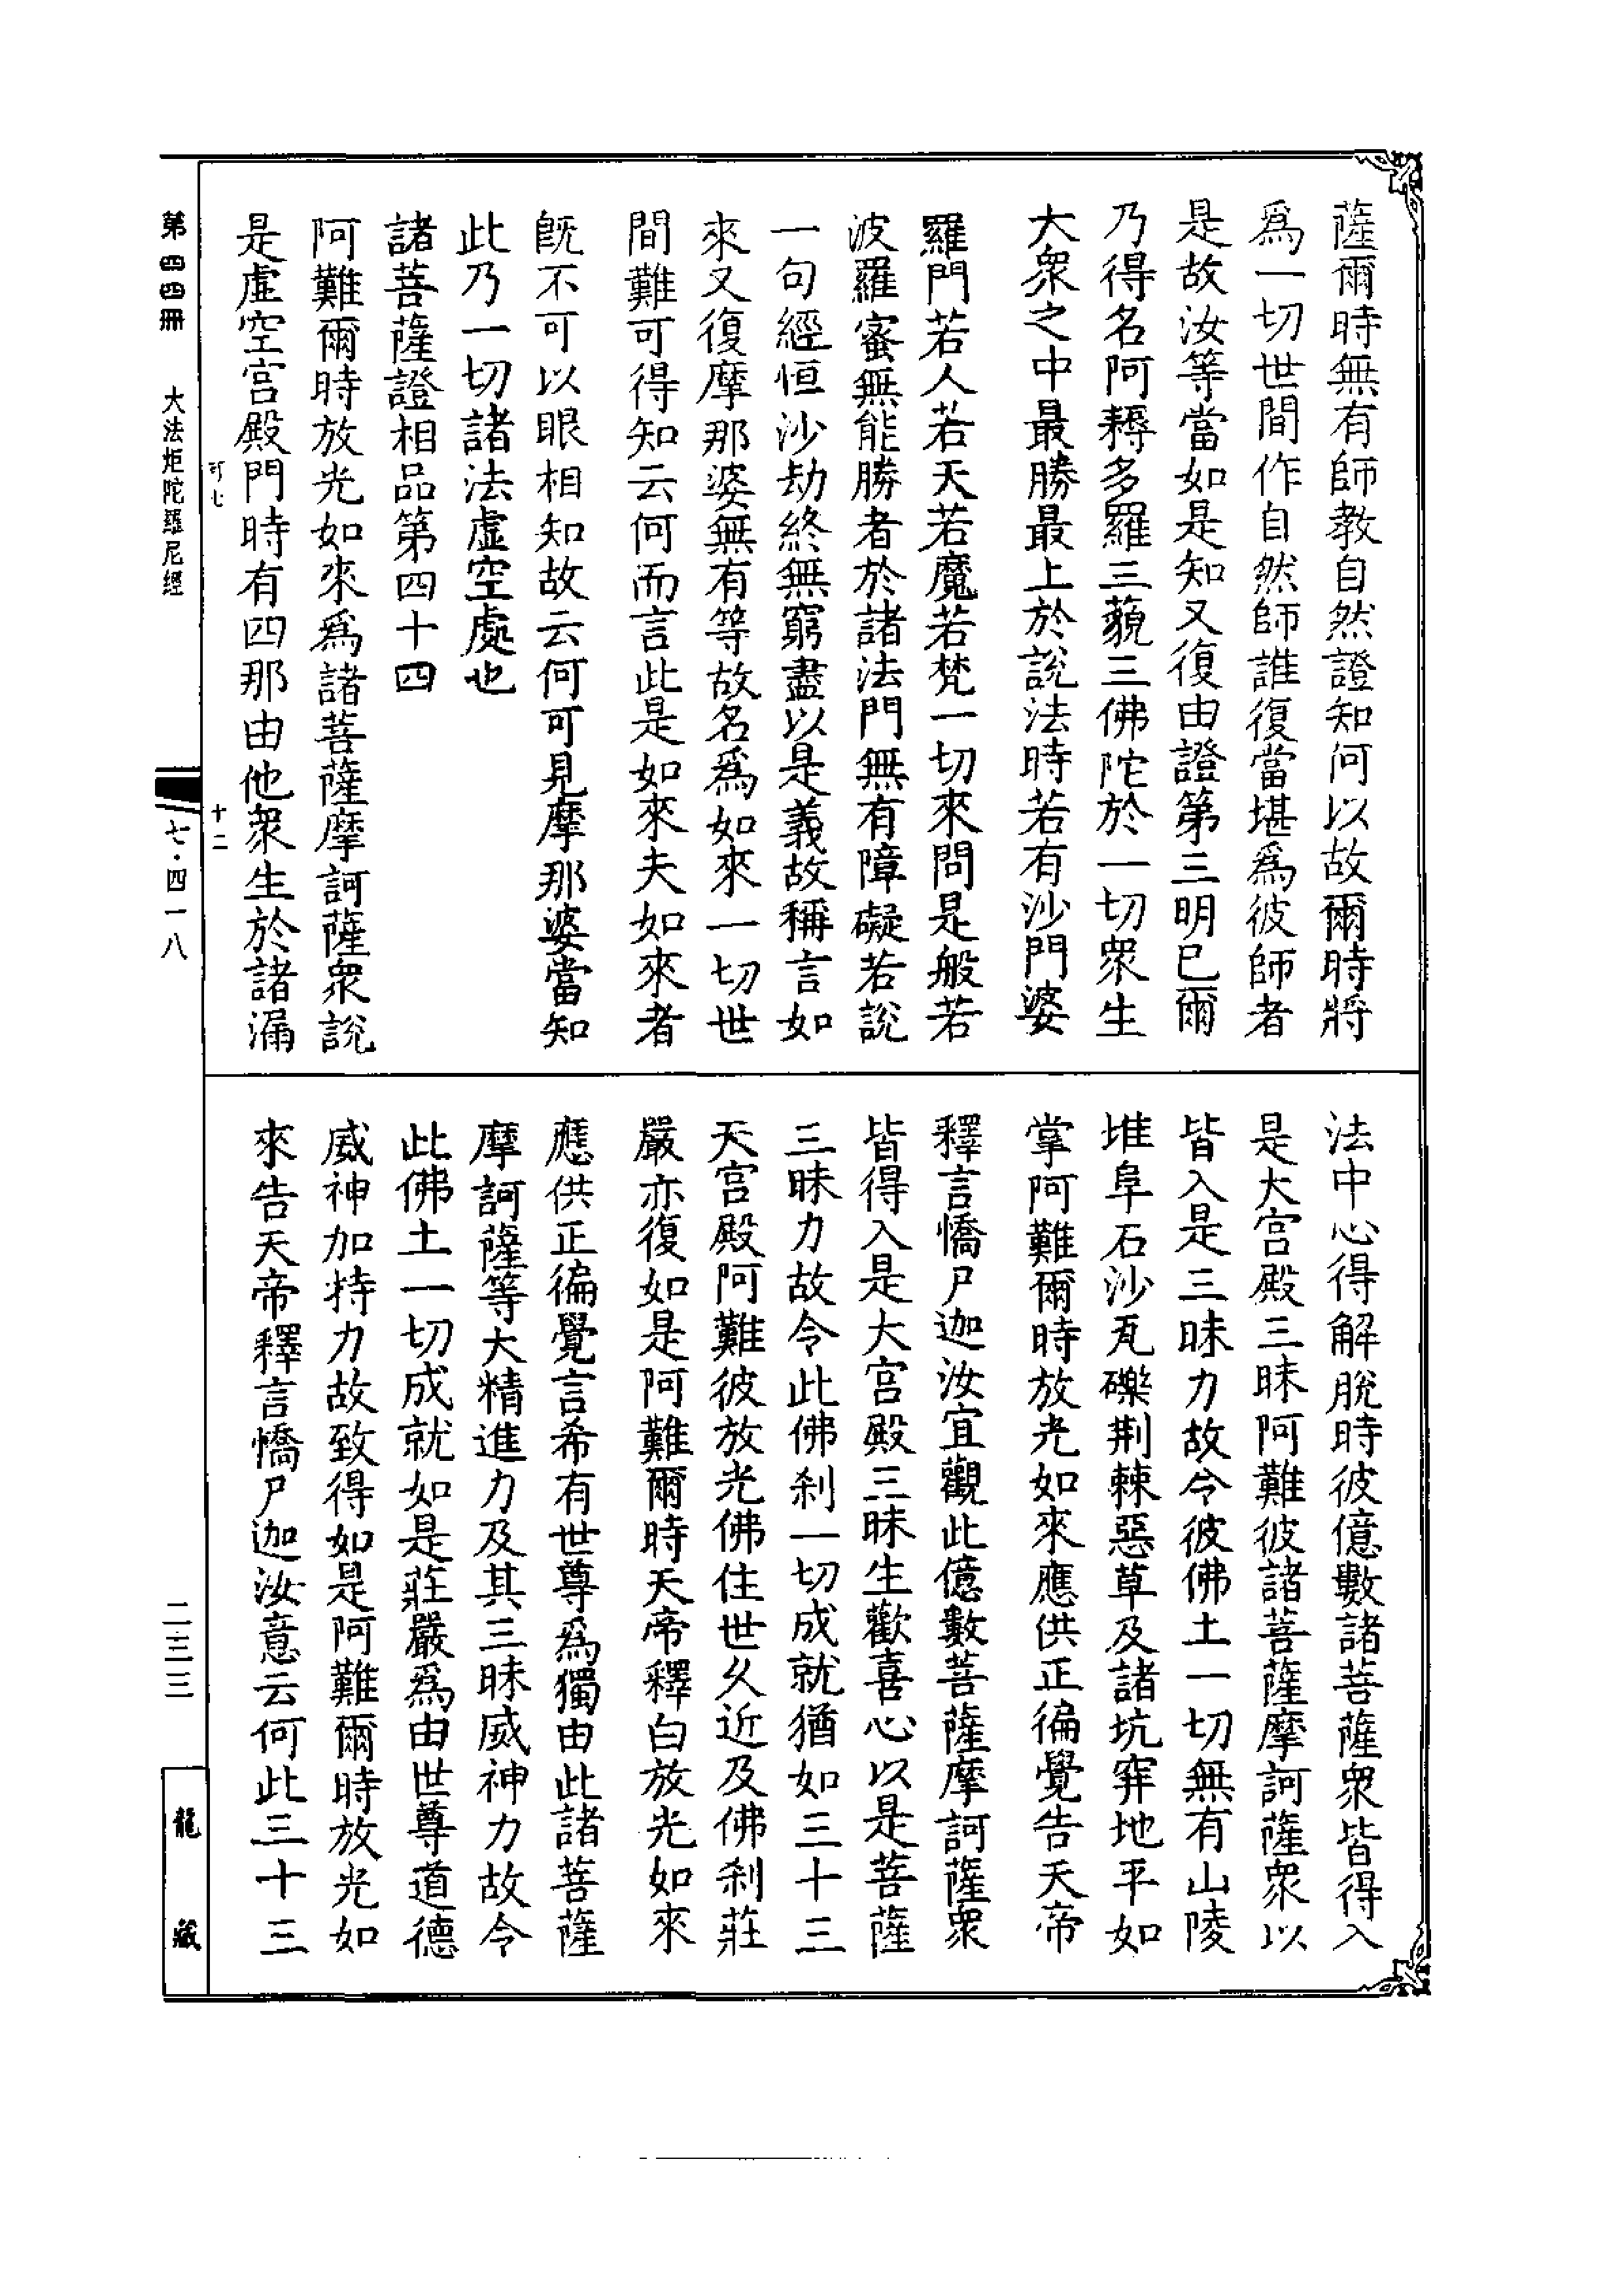 薩爾時無有師教自然證知何以故爾時將
爲一切世間作自然師誰復當堪爲彼師者
是故汝等當如是知又復由證第三明已爾
乃得名阿耨多羅三藐三佛陀於一切衆生
大衆之中最勝最上於說法時若有沙門婆
羅門若人若天若魔若梵一切來問是般若
波羅蜜無能勝者於諸法門無有障礙若說
一句經恒沙劫終無窮盡以是義故稱言如
來又復摩那婆無有等故名爲如來一切世
間難可得知云何而言此是如來夫如來者
旣不可以眼相知故云何可見摩那婆當知
此乃一切諸法虛空處也
諸菩薩證相品第四十四
阿難爾時放光如來爲諸菩薩摩訶薩衆說
是虛空宮殿門時有四那由他衆生於諸漏
法中心得解脫時彼億數諸菩薩衆皆得入
是大宮殿三昧阿難彼諸菩薩摩訶薩衆以
皆入是三昧力故令彼佛土一切無有山陵
堆阜石沙瓦礫荆棘惡草及諸坑穽地平如
掌阿難爾時放光如來應供正徧覺告天帝
釋言憍尸迦汝宜觀此億數菩薩摩訶薩衆
皆得入是大宮殿三昧生歡喜心以是菩薩
三昧力故令此佛刹一切成就猶如三十三
天宮殿阿難彼放光佛住世久近及佛刹莊
嚴亦復如是阿難爾時天帝釋白放光如來
應供正徧覺言希有世尊爲獨由此諸菩薩
摩訶薩等大精進力及其三昧威神力故令
此佛土一切成就如是莊嚴爲由世尊道德
威神加持力故致得如是阿難爾時放光如
來告天帝釋言憍尸迦汝意云何此三十三
可七
十二
第四四冊
大法炬陀羅尼經
七·四一八
二三三
龍藏